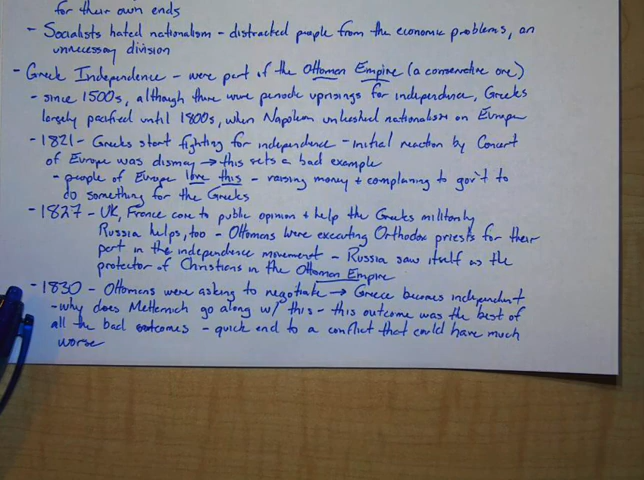 for their own ends
- Socialists hated nationalism - distracted people from the economic problems, an
unnecessary division
- Greek Independence - were part of the Ottoman Empire (a conservative one)
- since 1500s, although there were periodic uprisings for independence, Greeks
largely pacified until 1800s, when Napoleon unleashed nationalism on Europe
- 1821 - Greeks start fighting for independence - initial reaction by Concert
of Europe was dismay → this sets a bad example
- people of Europe love this - raising money + complaining to gov't to
do something for the Greeks
- 1827 - UK, France cave to public opinion + help the Greeks militarily
Russia helps, too - Ottomans were executing Orthodox priests for their
part in the independence movement - Russia saw itself as the
protector of Christians in the Ottoman Empire
- 1830 - Ottomans were asking to negotiate → Greece becomes independent
- why does Metternich go along w/ this - this outcome was the best of
all the bad outcomes - quick end to a conflict that could have much
worse